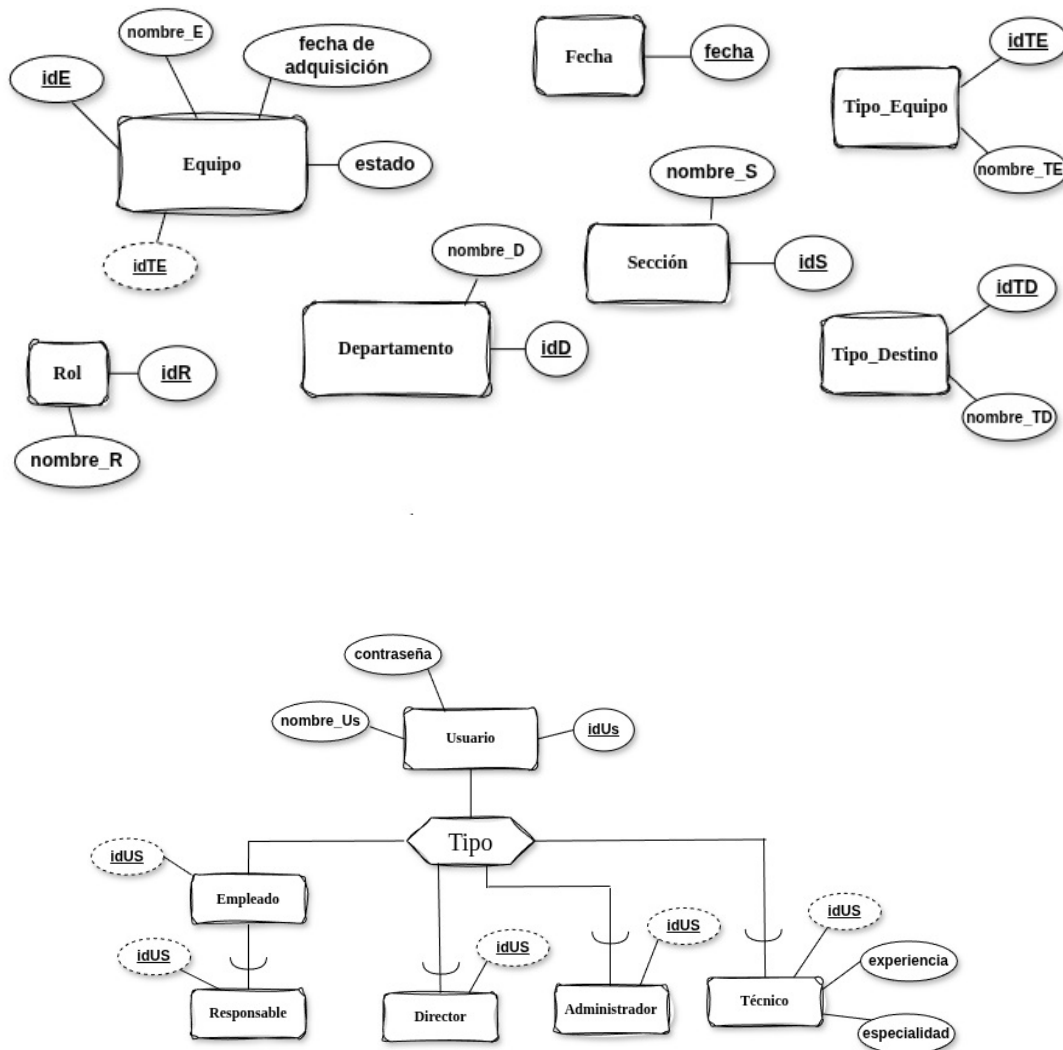 nombre_E
fecha de
adquisición
Fecha
fecha
idTE
idE
Tipo_Equipo
Equipo
estado
nombre_S
nombre_TE
idTE
nombre_D
Sección
idS
idTD
Departamento
idD
Tipo_Destino
Rol
idR
nombre_TD
nombre_R
contraseña
nombre_Us
Usuario
idUs
Tipo
idUS
Empleado
idUS
idUS
idUS
idUS
experiencia
Responsable
Director
Administrador
Técnico
especialidad